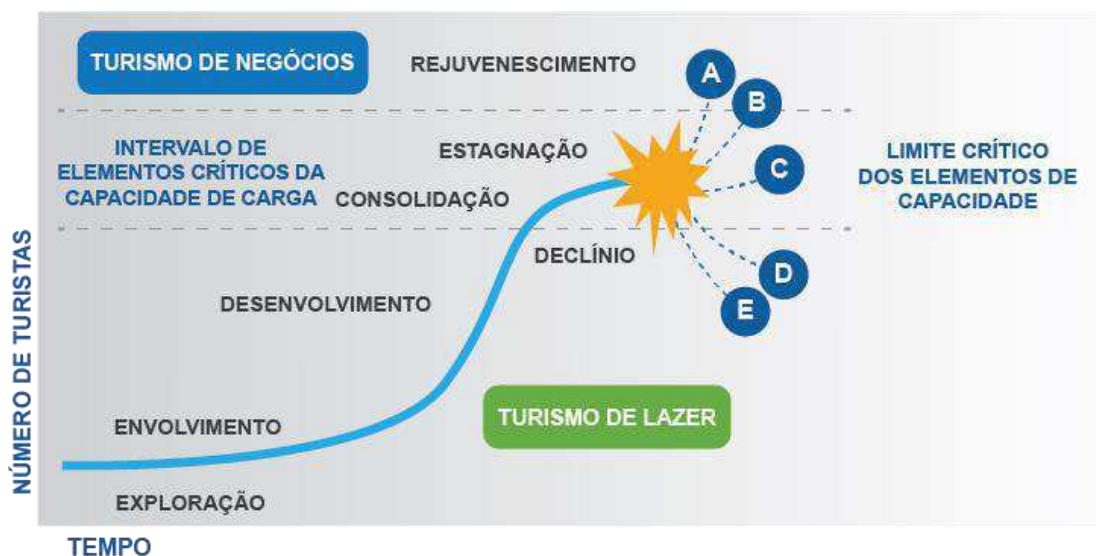 TURISMO DE NEGÓCIOS
REJUVENESCIMENTO
A
B
INTERVALO DE
ELEMENTOS CRÍTICOS DA
CAPACIDADE DE CARGA
ESTAGNAÇÃO
CONSOLIDAÇÃO
C
LIMITE CRÍTICO
DOS ELEMENTOS DE
CAPACIDADE
DECLÍNIO
D
E
DESENVOLVIMENTO
TURISMO DE LAZER
ENVOLVIMENTO
EXPLORAÇÃO
NÚMERO DE TURISTAS
TEMPO